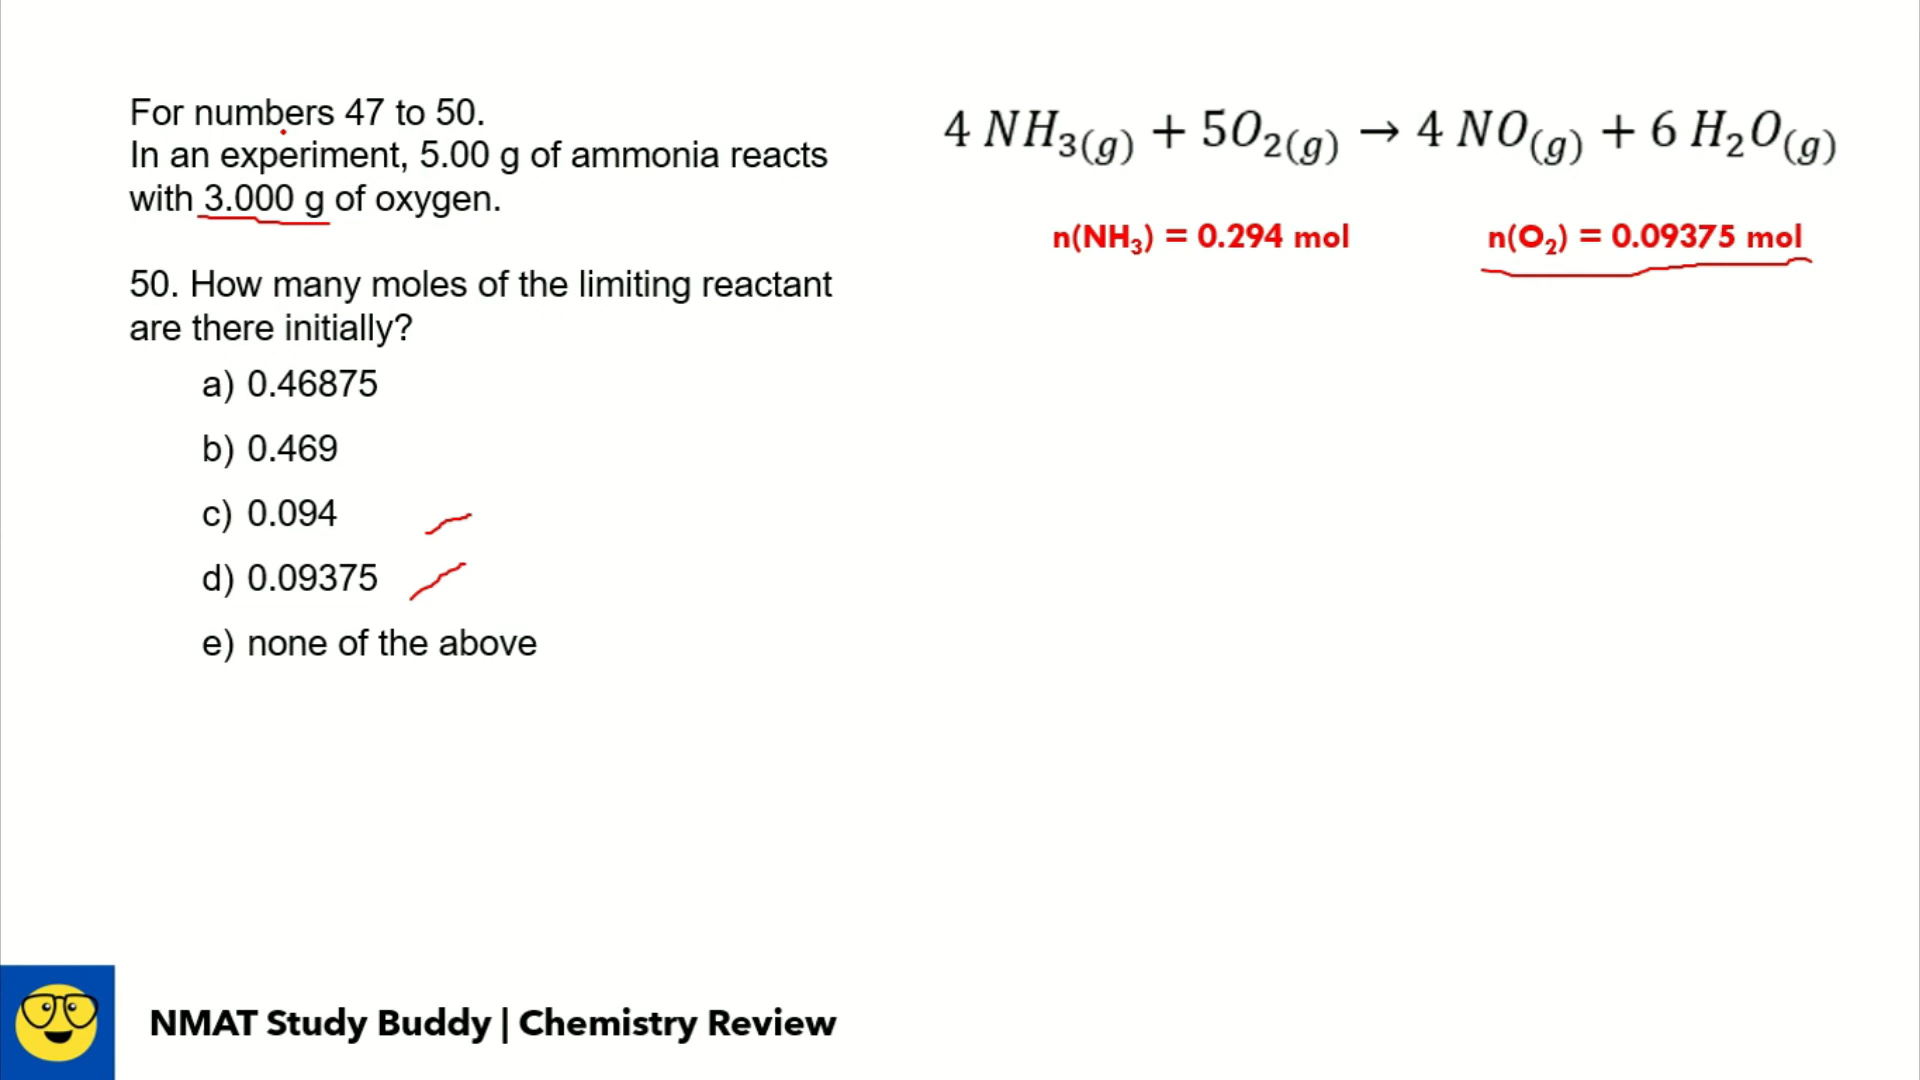 For numbers 47 to 50.
In an experiment, 5.00 g of ammonia reacts
with 3.000 g of oxygen.
50. How many moles of the limiting reactant
are there initially?
a) 0.46875
b) 0.469
c) 0.094
d) 0.09375
e) none of the above
4 NH₃(g) + 5O₂(g) → 4 NO(g) + 6 H₂O(g)
n(NH₃) = 0.294 mol
n(O₂) = 0.09375 mol
NMAT Study Buddy | Chemistry Review